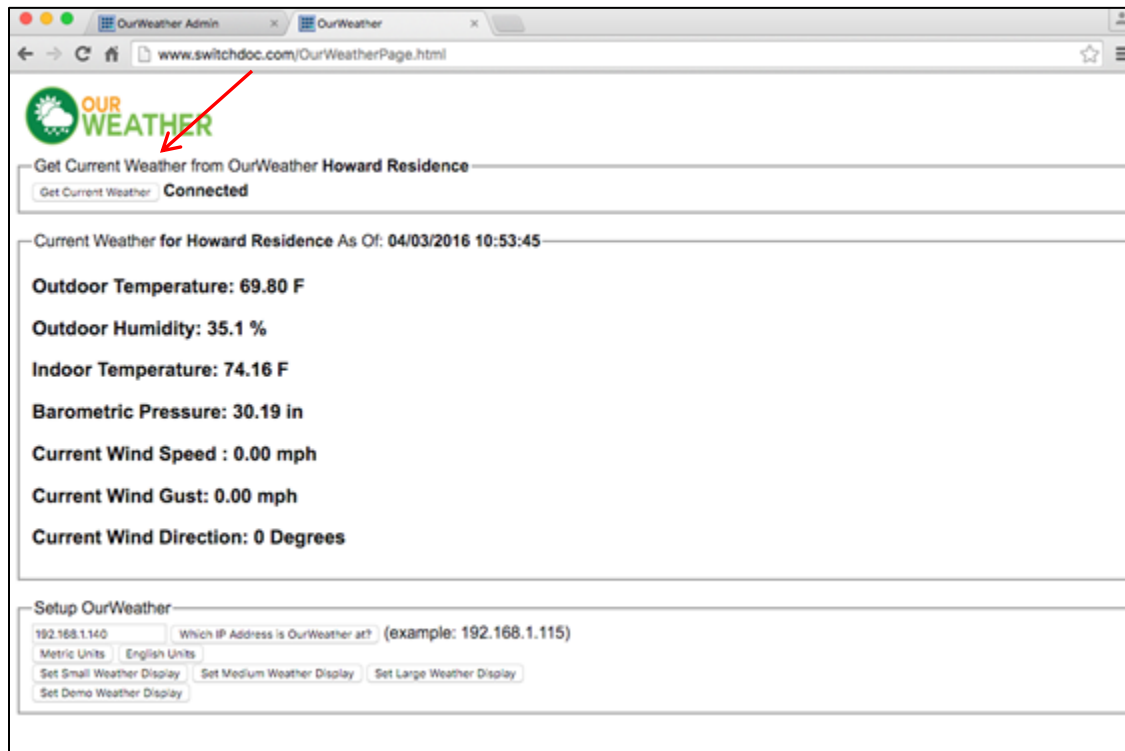 OurWeather Admin
OurWeather
www.switchdoc.com/OurWeatherPage.html
OUR
WEATHER
Get Current Weather from OurWeather Howard Residence
Get Current Weather Connected
Current Weather for Howard Residence As Of: 04/03/2016 10:53:45
Outdoor Temperature: 69.80 F
Outdoor Humidity: 35.1 %
Indoor Temperature: 74.16 F
Barometric Pressure: 30.19 in
Current Wind Speed : 0.00 mph
Current Wind Gust: 0.00 mph
Current Wind Direction: 0 Degrees
Setup OurWeather
192.168.1.140 Which IP Address is OurWeather at? (example: 192.168.1.115)
Metric Units English Units
Set Small Weather Display Set Medium Weather Display Set Large Weather Display
Set Demo Weather Display